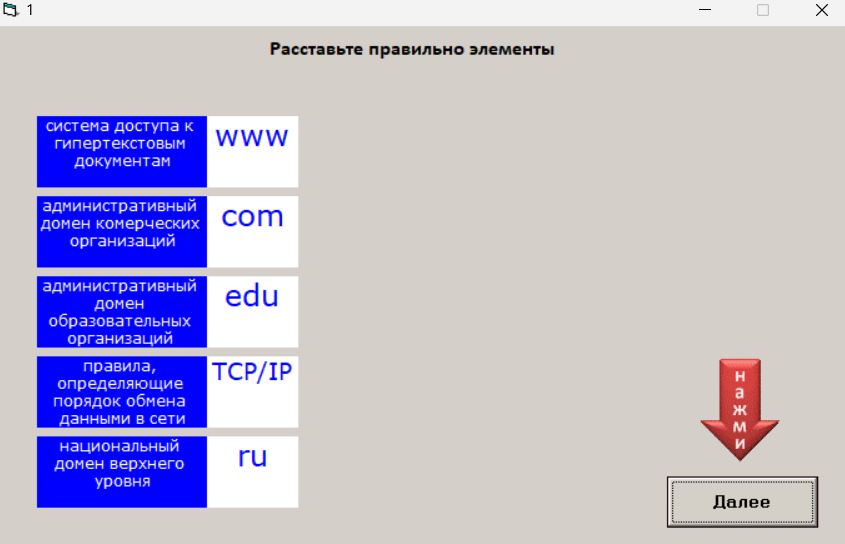 1
Расставьте правильно элементы
система доступа к
гипертекстовым
документам
www
административный
домен комерческих
организаций
com
административный
домен
образовательных
организаций
edu
правила,
определяющие
порядок обмена
данными в сети
TCP/IP
национальный
домен верхнего
уровня
ru
нажми
Далее